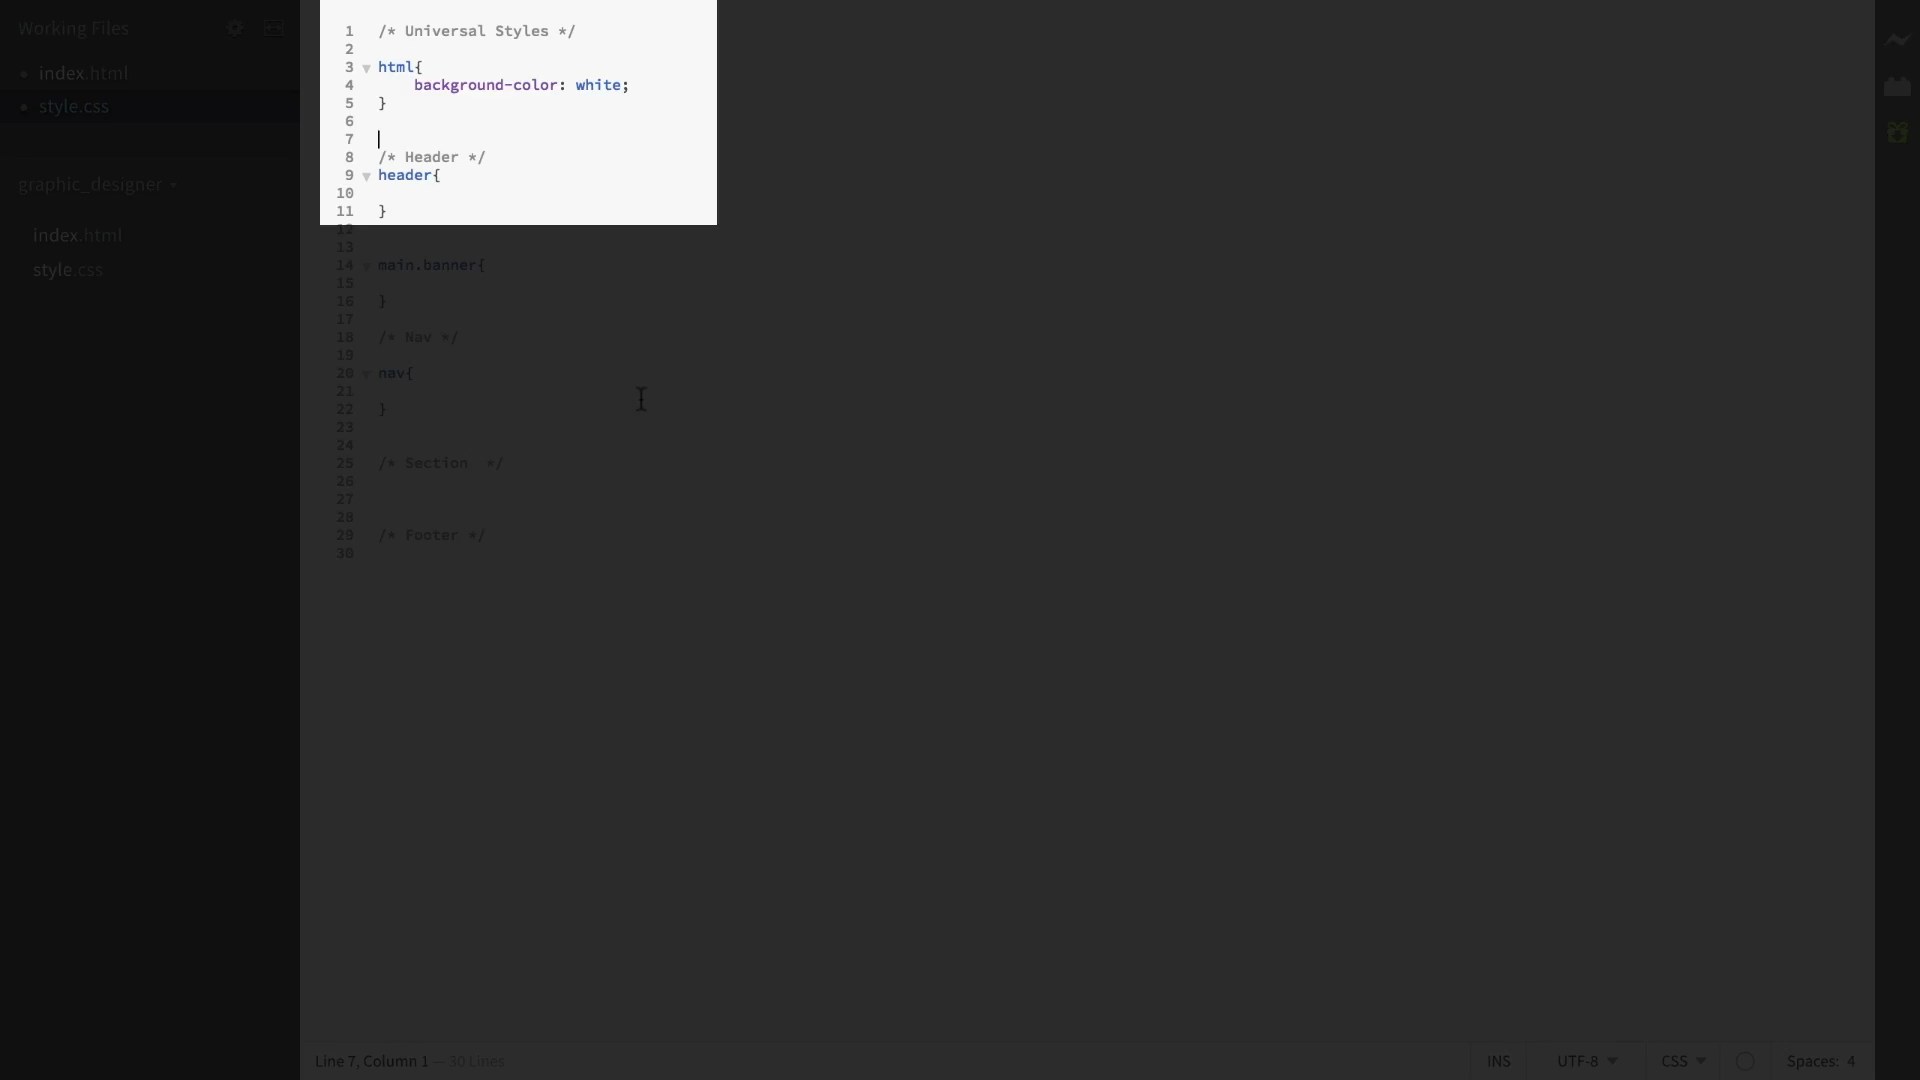 Working Files
index.html
style.css
graphic_designer
index.html
style.css
1 /* Universal Styles */
2
3 html{
4 background-color: white;
5 }
6
7
8 /* Header */
9 header{
10
11 }
12
13
14 main.banner{
15
16 }
17
18 /* Nav */
19
20 nav{
21
22 }
23
24
25 /* Section  */
26
27
28
29 /* Footer */
30
Line 7, Column 1 — 30 Lines
INS UTF-8 CSS Spaces: 4